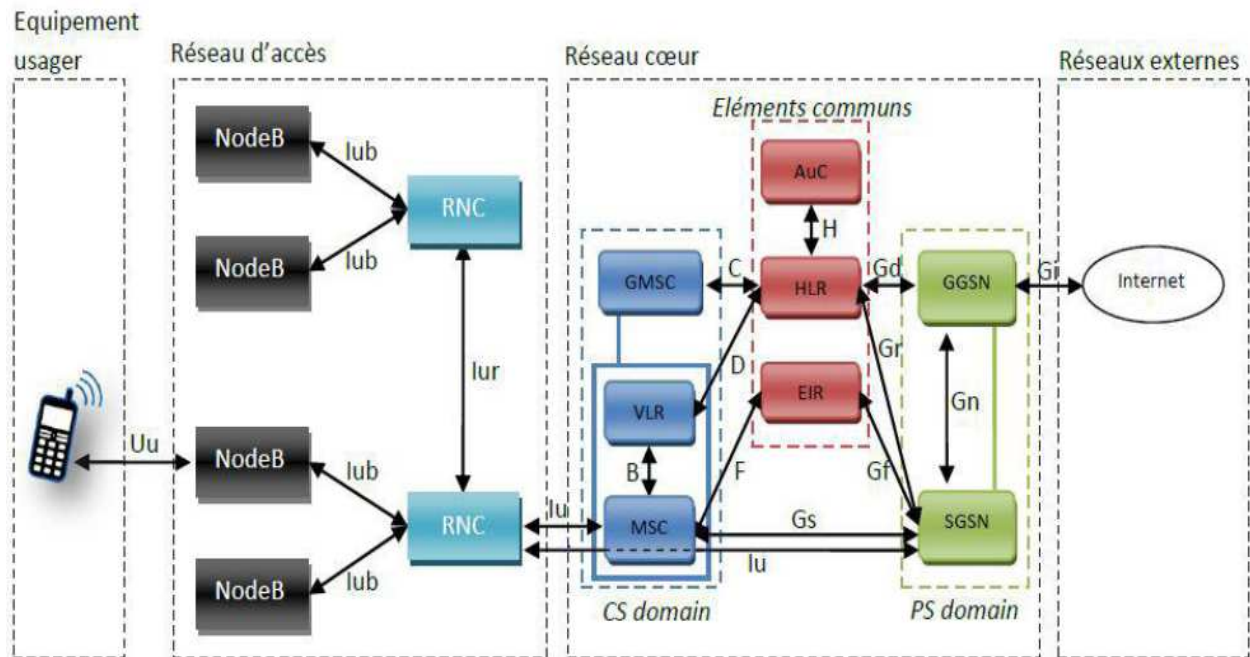 Equipement
usager
Réseau d'accès
Réseau cœur
Réseaux externes
Eléments communs
NodeB
Iub
RNC
NodeB
Iub
Iur
Uu
NodeB
Iub
RNC
NodeB
Iub
AuC
H
GMSC
C
HLR
Gd
GGSN
Gi
Internet
D
Gr
VLR
EIR
Gn
B
F
Gf
Iu
MSC
Gs
SGSN
Iu
CS domain
PS domain